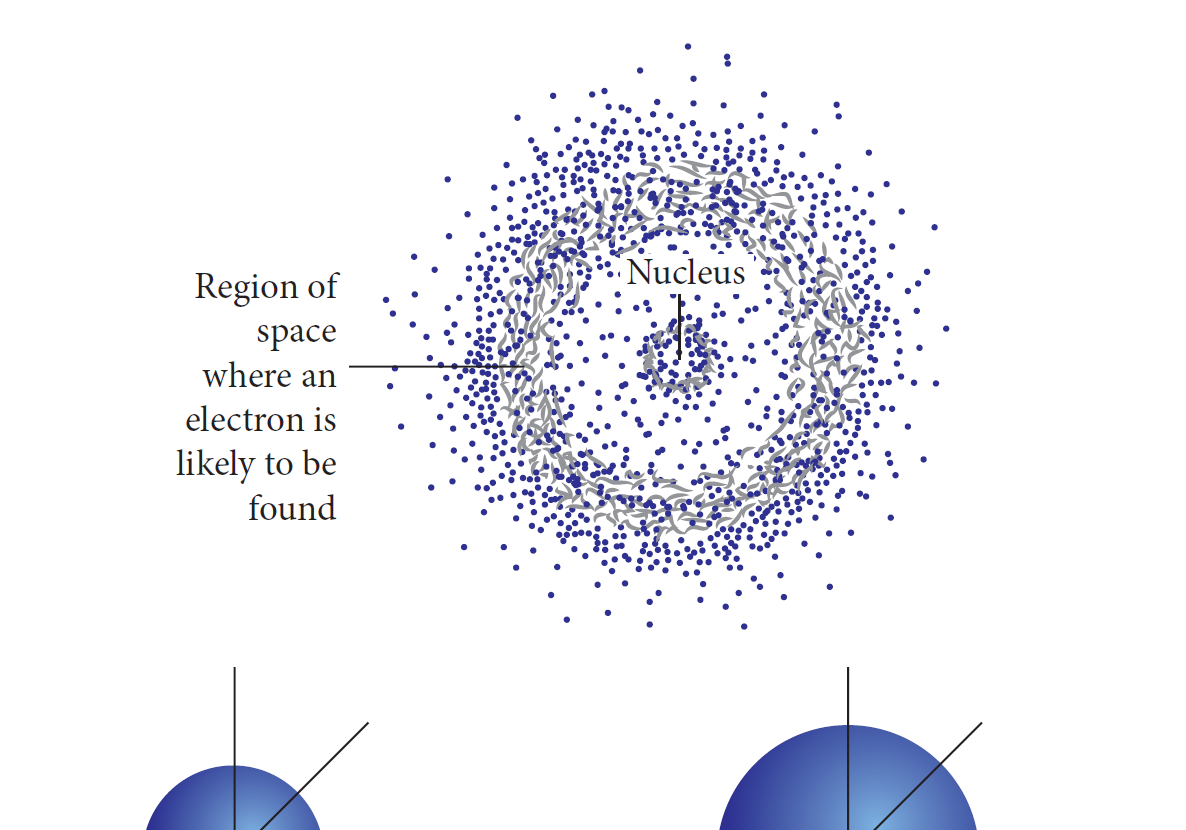 Nucleus
Region of
space
where an
electron is
likely to be
found